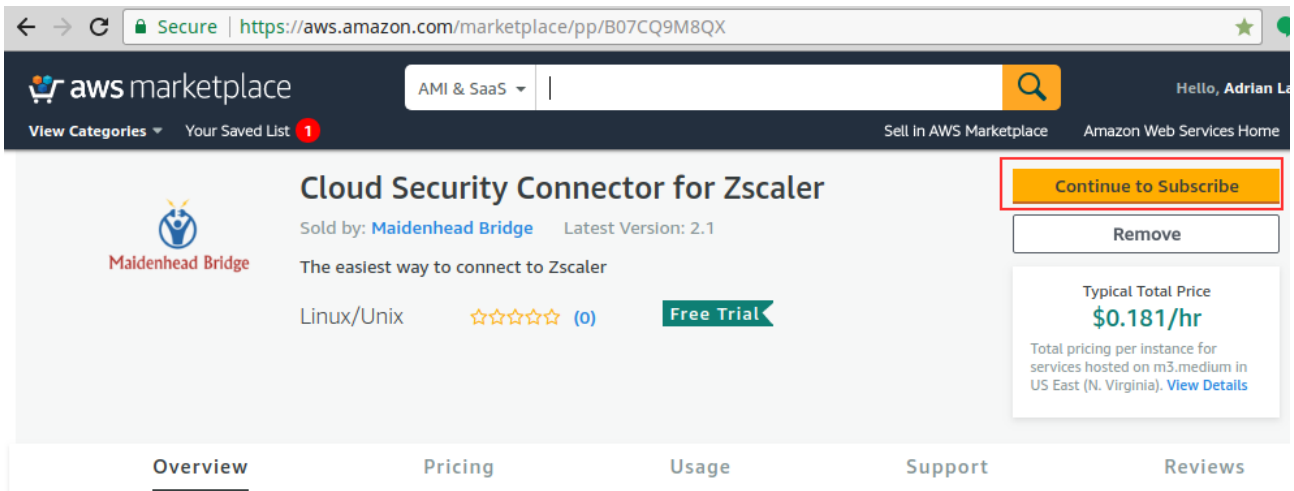 Secure | https://aws.amazon.com/marketplace/pp/B07CQ9M8QX
aws marketplace
AMI & SaaS
Hello, Adrian La
View Categories
Your Saved List 1
Sell in AWS Marketplace
Amazon Web Services Home
Cloud Security Connector for Zscaler
Continue to Subscribe
Sold by: Maidenhead Bridge Latest Version: 2.1
Remove
Maidenhead Bridge
The easiest way to connect to Zscaler
Linux/Unix
(0)
Free Trial
Typical Total Price
$0.181/hr
Total pricing per instance for
services hosted on m3.medium in
US East (N. Virginia). View Details
Overview
Pricing
Usage
Support
Reviews